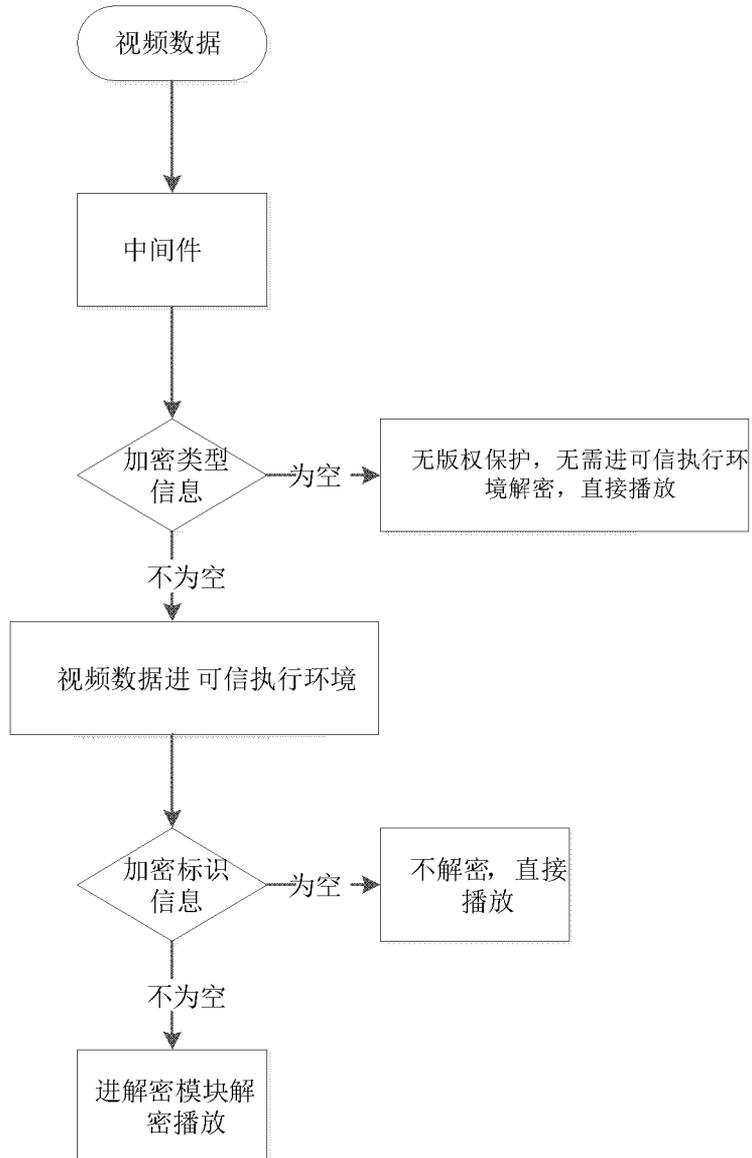 视频数据
中间件
加密类型
信息
为空
无版权保护，无需进可信执行环
境解密，直接播放
不为空
视频数据进 可信执行环境
加密标识
信息
为空
不解密，直接
播放
不为空
进解密模块解
密播放